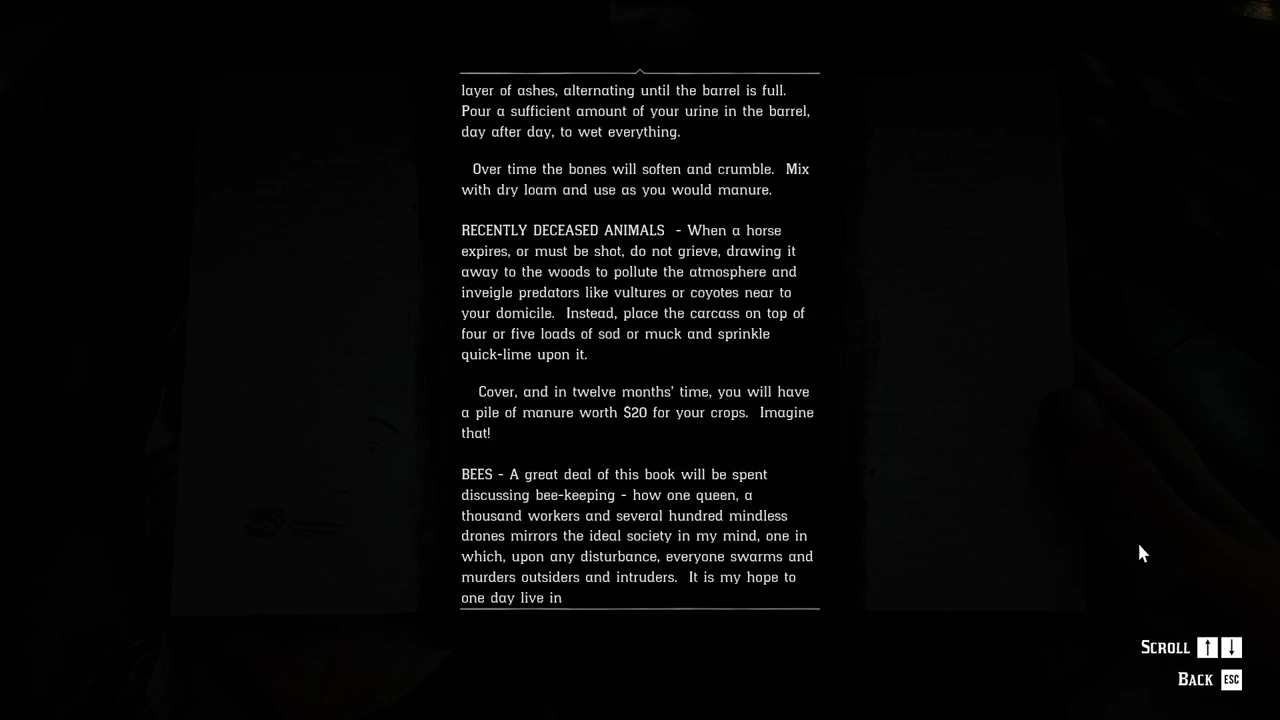 layer of ashes, alternating until the barrel is full.
Pour a sufficient amount of your urine in the barrel,
day after day, to wet everything.
Over time the bones will soften and crumble.  Mix
with dry loam and use as you would manure.
RECENTLY DECEASED ANIMALS  - When a horse
expires, or must be shot, do not grieve, drawing it
away to the woods to pollute the atmosphere and
inveigle predators like vultures or coyotes near to
your domicile.  Instead, place the carcass on top of
four or five loads of sod or muck and sprinkle
quick-lime upon it.
Cover, and in twelve months' time, you will have
a pile of manure worth $20 for your crops.  Imagine
that!
BEES - A great deal of this book will be spent
discussing bee-keeping - how one queen, a
thousand workers and several hundred mindless
drones mirrors the ideal society in my mind, one in
which, upon any disturbance, everyone swarms and
murders outsiders and intruders.  It is my hope to
one day live in
SCROLL ↑ ↓
BACK ESC